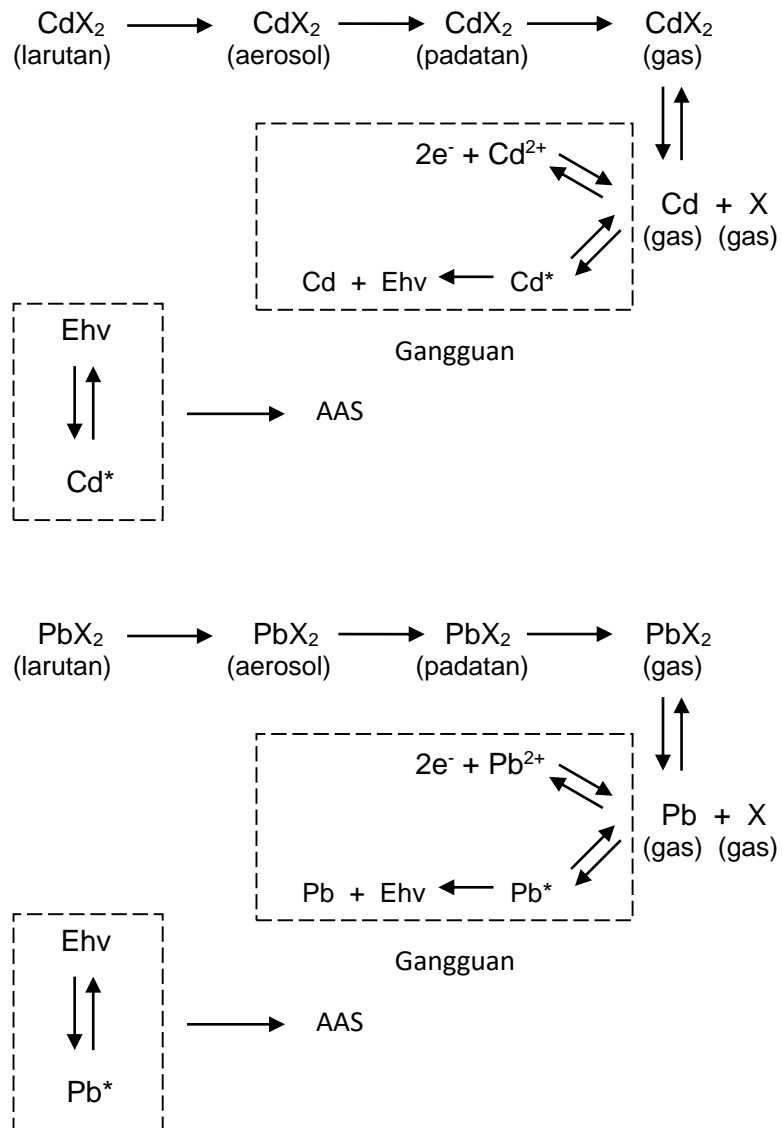 CdX₂ CdX₂ CdX₂ CdX₂
(larutan) (aerosol) (padatan) (gas)
2e⁻ + Cd²⁺
Cd + X
(gas) (gas)
Cd + Ehv Cd*
Gangguan
Ehv
AAS
Cd*
PbX₂ PbX₂ PbX₂ PbX₂
(larutan) (aerosol) (padatan) (gas)
2e⁻ + Pb²⁺
Pb + X
(gas) (gas)
Pb + Ehv Pb*
Ehv
Gangguan
AAS
Pb*